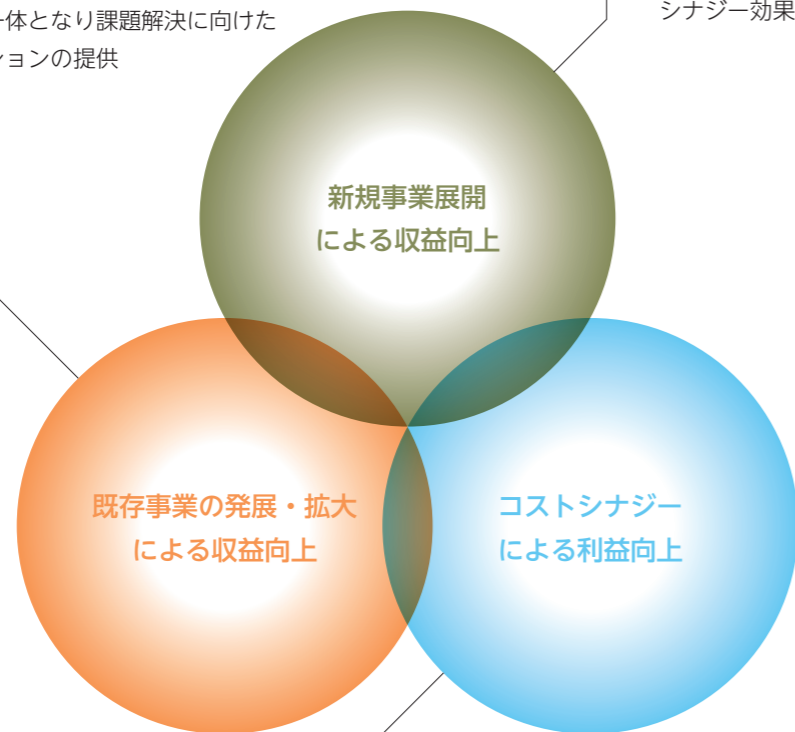 一体となり課題解決に向けた
ションの提供
シナジー効果
新規事業展開
による収益向上
既存事業の発展・拡大
による収益向上
コストシナジー
による利益向上